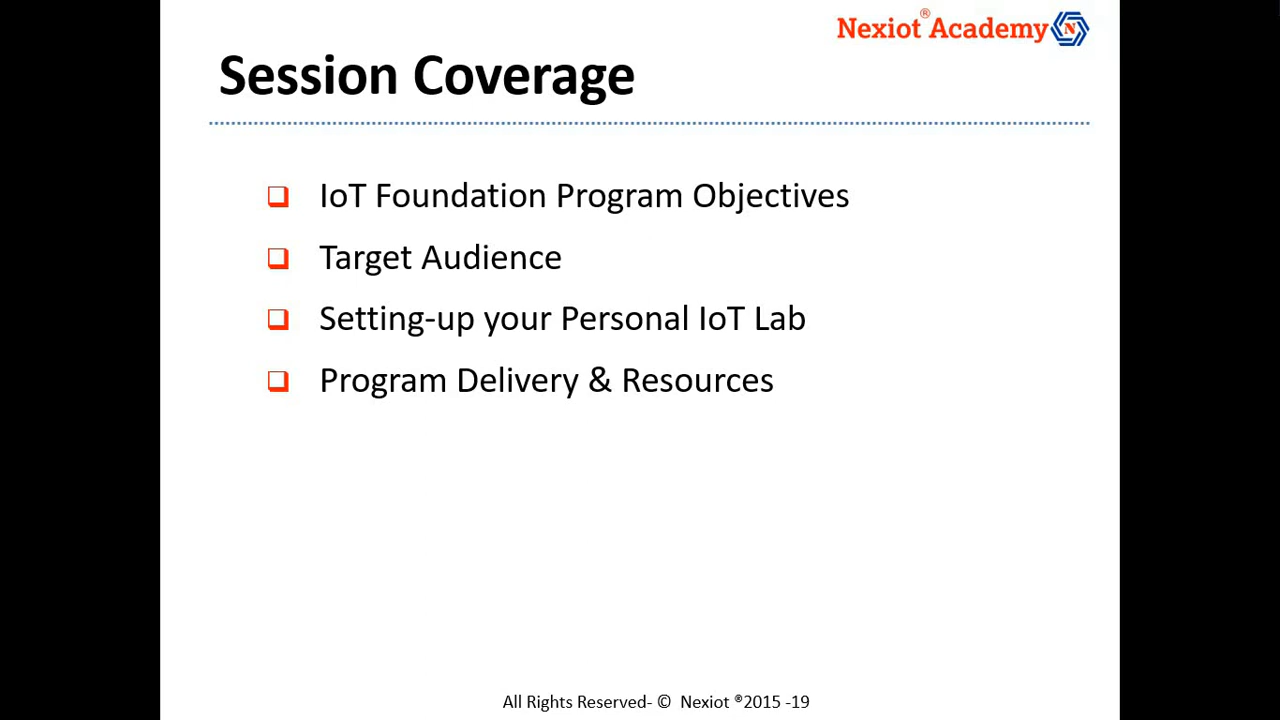 Nexiot® Academy N
Session Coverage
IoT Foundation Program Objectives
Target Audience
Setting-up your Personal IoT Lab
Program Delivery & Resources
All Rights Reserved- © Nexiot ®2015 -19